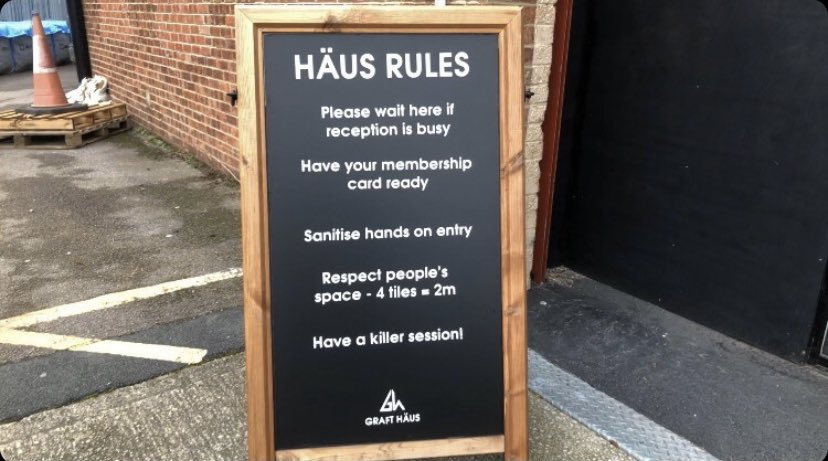 HÄUS RULES
Please wait here if
reception is busy
Have your membership
card ready
Sanitise hands on entry
Respect people's
space - 4 tiles = 2m
Have a killer session!
Gh
GRAFT HÄUS